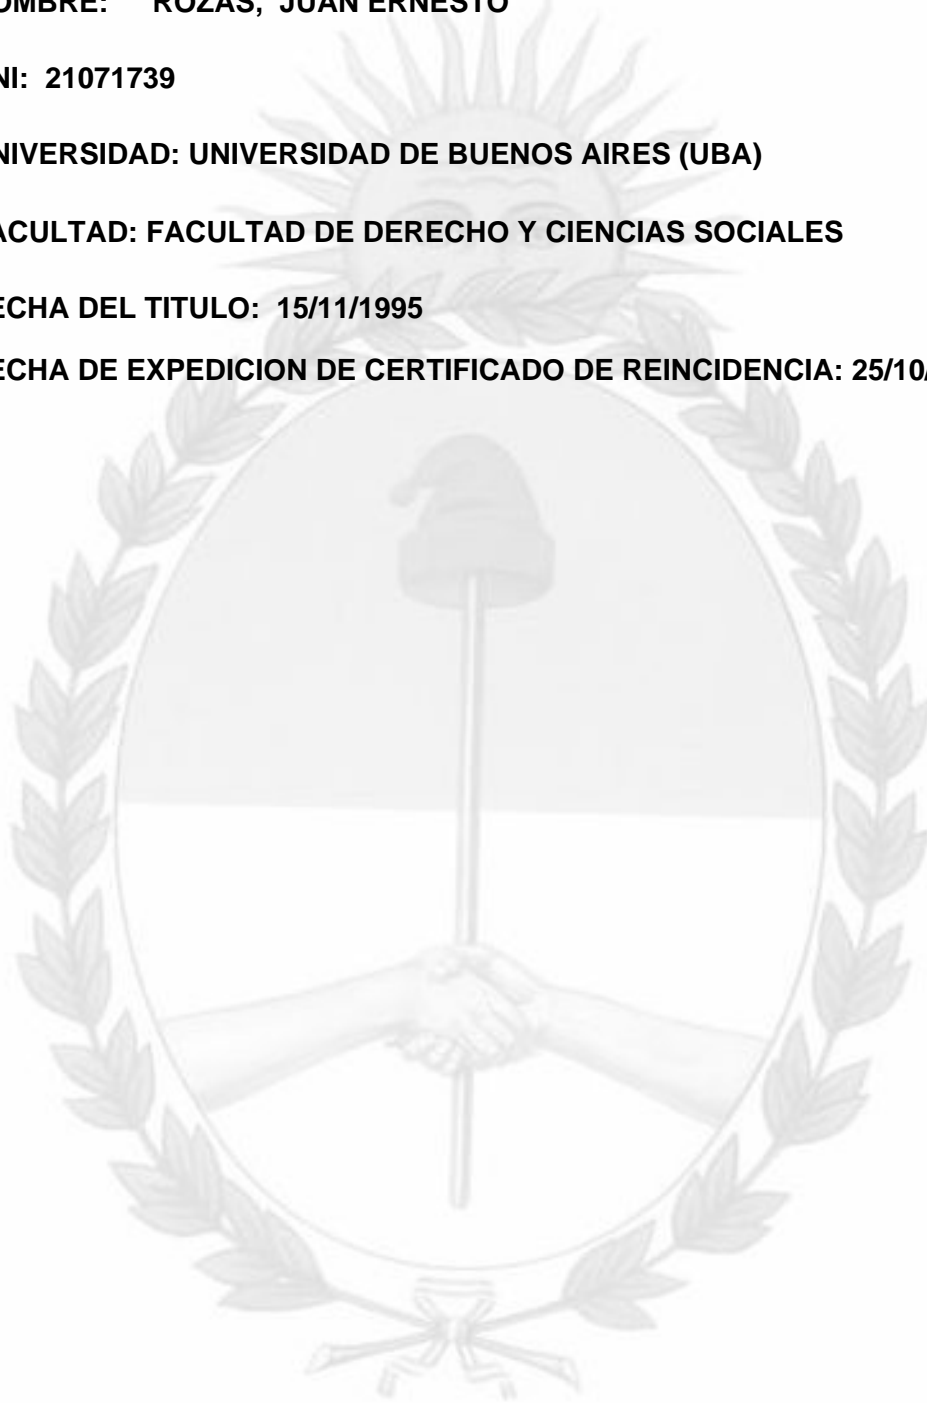 OMBRE: ROZAS, JUAN ERNESTO
NI: 21071739
NIVERSIDAD: UNIVERSIDAD DE BUENOS AIRES (UBA)
ACULTAD: FACULTAD DE DERECHO Y CIENCIAS SOCIALES
ECHA DEL TITULO: 15/11/1995
ECHA DE EXPEDICION DE CERTIFICADO DE REINCIDENCIA: 25/10/